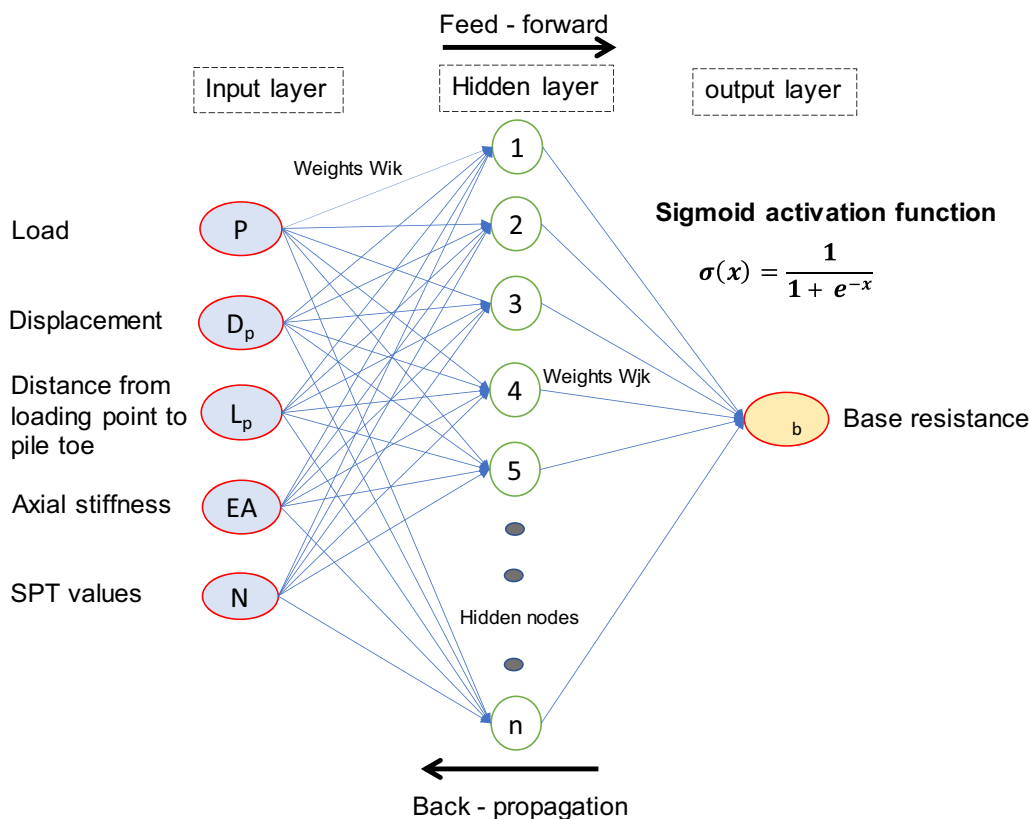 Feed - forward
Input layer
Hidden layer
output layer
Weights Wik
1
2
3
4
5
Hidden nodes
n
Load
P
Displacement
D_p
Distance from
loading point to
pile toe
L_p
Axial stiffness
EA
SPT values
N
Weights Wjk
Sigmoid activation function
σ(x) = 1 / (1 + e^{-x})
b
Base resistance
Back - propagation